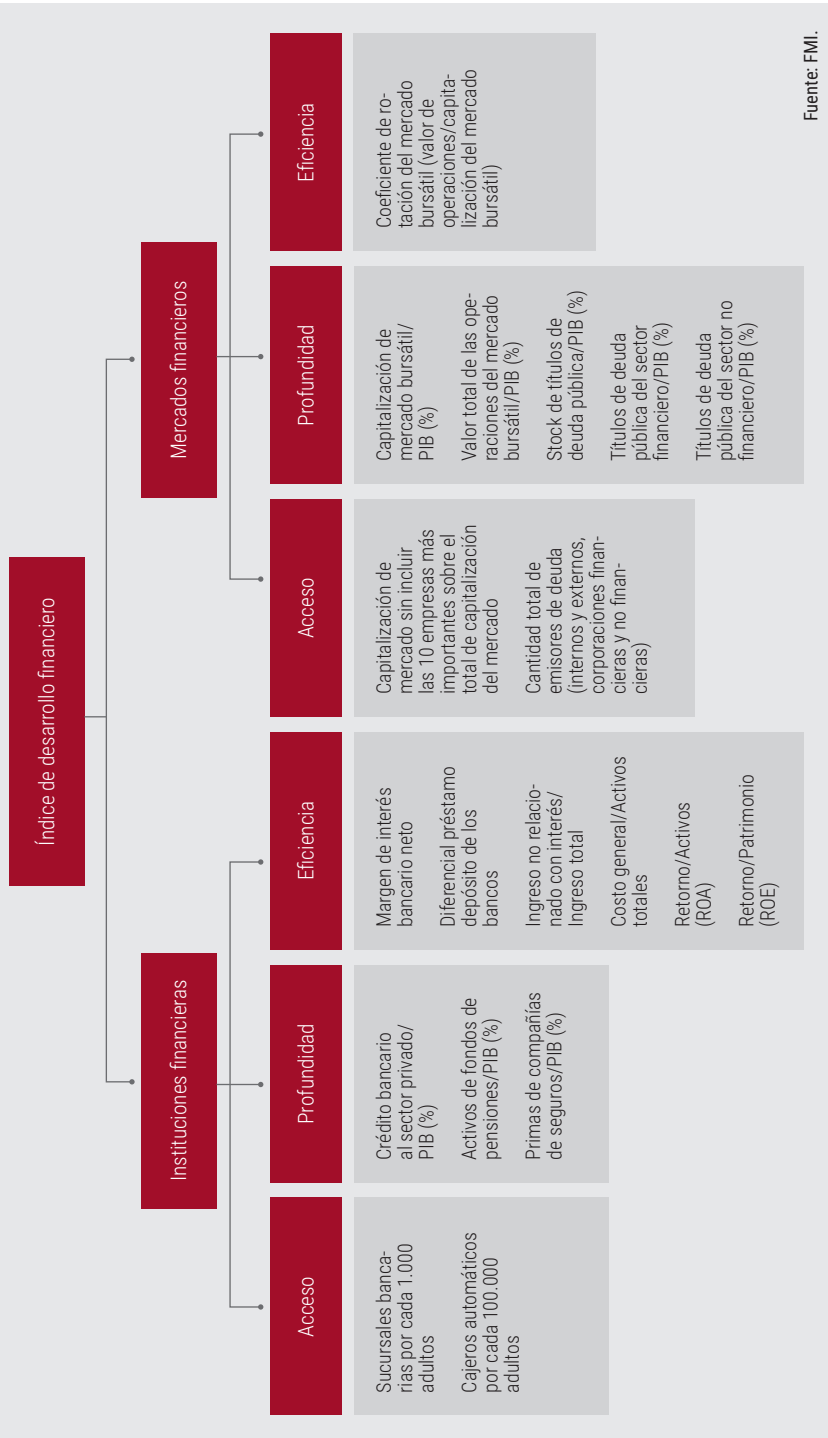 Índice de desarrollo financiero
Instituciones financieras
Mercados financieros
Acceso
Profundidad
Eficiencia
Acceso
Profundidad
Eficiencia
Sucursales banca-
rias por cada 1.000
adultos
Cajeros automáticos
por cada 100.000
adultos
Crédito bancario
al sector privado/
PIB (%)
Activos de fondos de
pensiones/PIB (%)
Primas de compañías
de seguros/PIB (%)
Margen de interés
bancario neto
Diferencial préstamo
depósito de los
bancos
Ingreso no relacio-
nado con interés/
Ingreso total
Costo general/Activos
totales
Retorno/Activos
(ROA)
Retorno/Patrimonio
(ROE)
Capitalización de
mercado sin incluir
las 10 empresas más
importantes sobre el
total de capitalización
del mercado
Cantidad total de
emisores de deuda
(internos y externos,
corporaciones finan-
cieras y no finan-
cieras)
Capitalización de
mercado bursátil/
PIB (%)
Valor total de las ope-
raciones del mercado
bursátil/PIB (%)
Stock de títulos de
deuda pública/PIB (%)
Títulos de deuda
pública del sector
financiero/PIB (%)
Títulos de deuda
pública del sector no
financiero/PIB (%)
Coeficiente de ro-
tación del mercado
bursátil (valor de
operaciones/capita-
lización del mercado
bursátil)
Fuente: FMI.